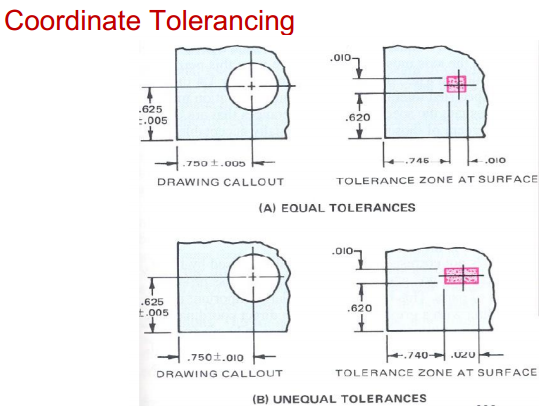 Coordinate Tolerancing
.010
.625
±.005
.620
.750 ±.005
.746
.010
DRAWING CALLOUT
TOLERANCE ZONE AT SURFACE
(A) EQUAL TOLERANCES
.010
.625
±.005
.620
.750±.010
.740
.020
DRAWING CALLOUT
TOLERANCE ZONE AT SURFACE
(B) UNEQUAL TOLERANCES